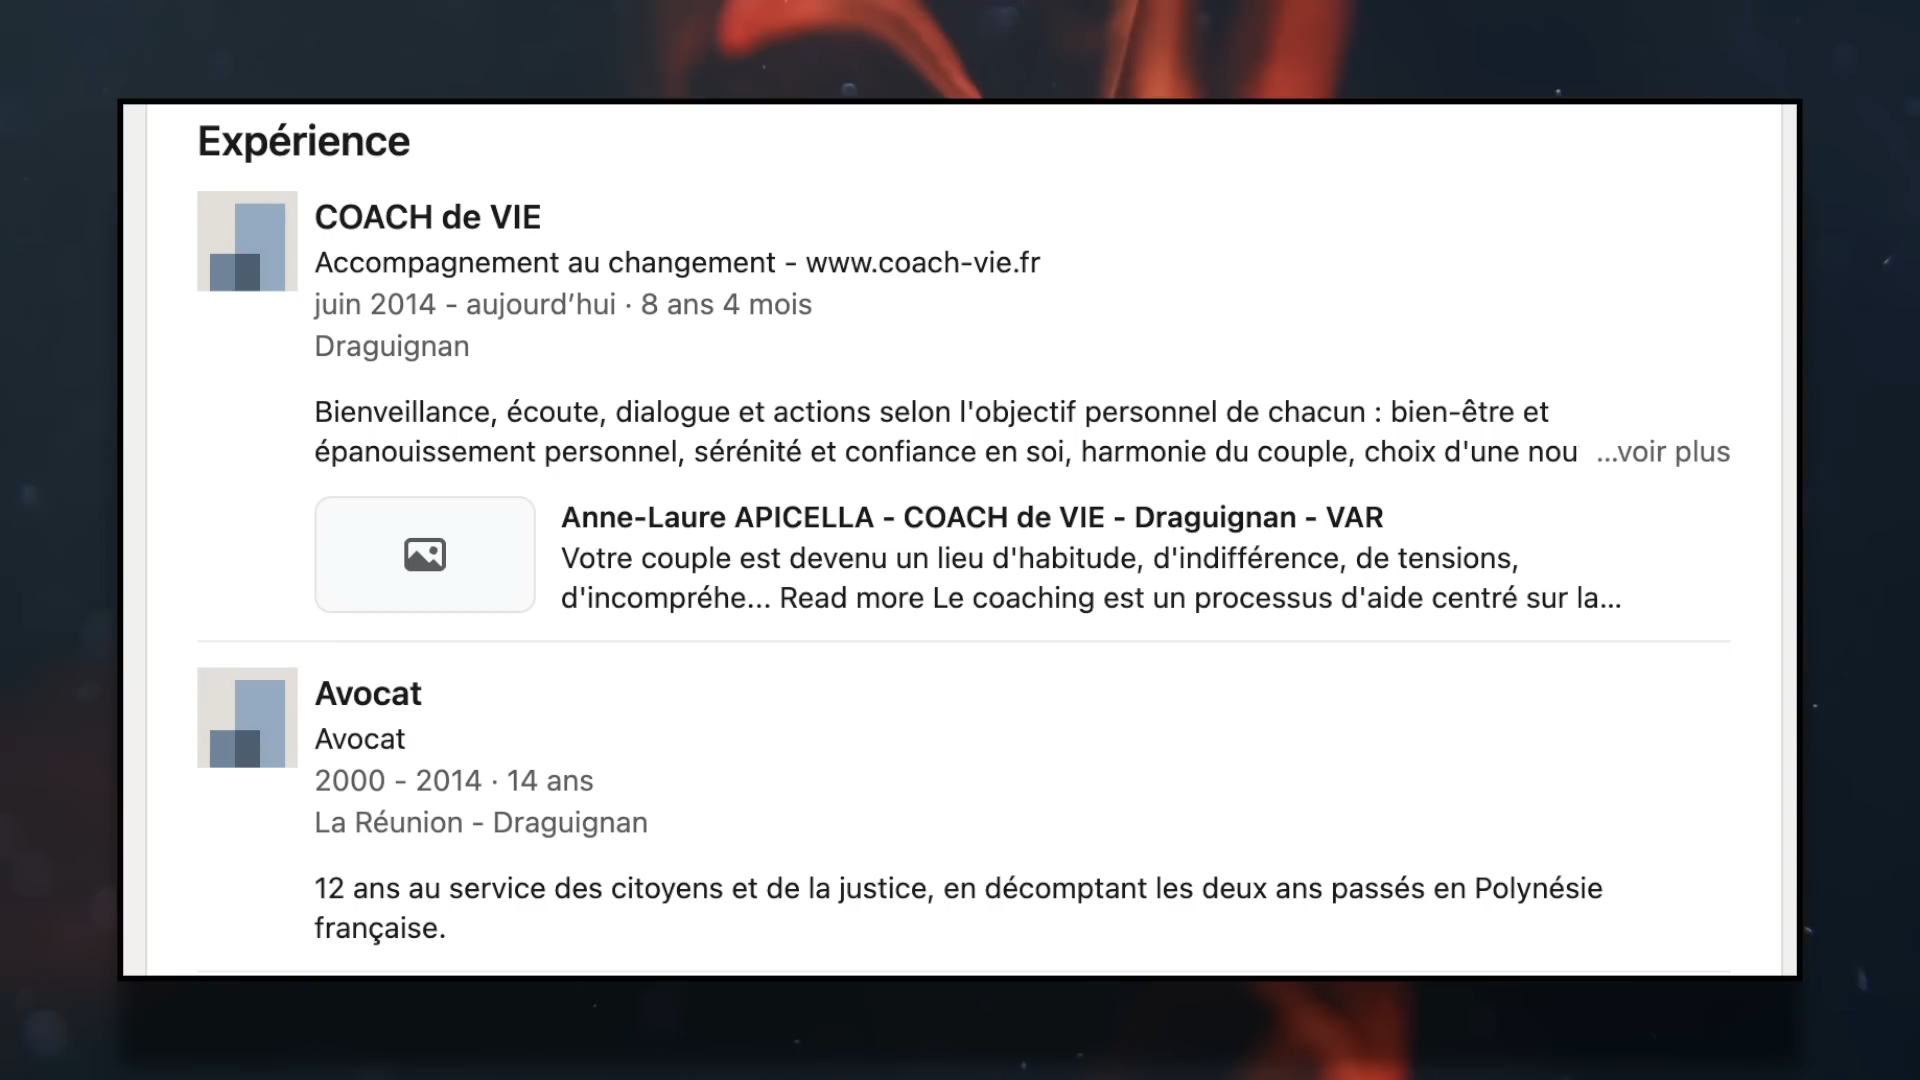 Expérience
COACH de VIE
Accompagnement au changement - www.coach-vie.fr
juin 2014 - aujourd’hui · 8 ans 4 mois
Draguignan
Bienveillance, écoute, dialogue et actions selon l'objectif personnel de chacun : bien-être et
épanouissement personnel, sérénité et confiance en soi, harmonie du couple, choix d'une nou ...voir plus
Anne-Laure APICELLA - COACH de VIE - Draguignan - VAR
Votre couple est devenu un lieu d'habitude, d'indifférence, de tensions,
d'incompréhe... Read more Le coaching est un processus d'aide centré sur la...
Avocat
Avocat
2000 - 2014 · 14 ans
La Réunion - Draguignan
12 ans au service des citoyens et de la justice, en décomptant les deux ans passés en Polynésie
française.